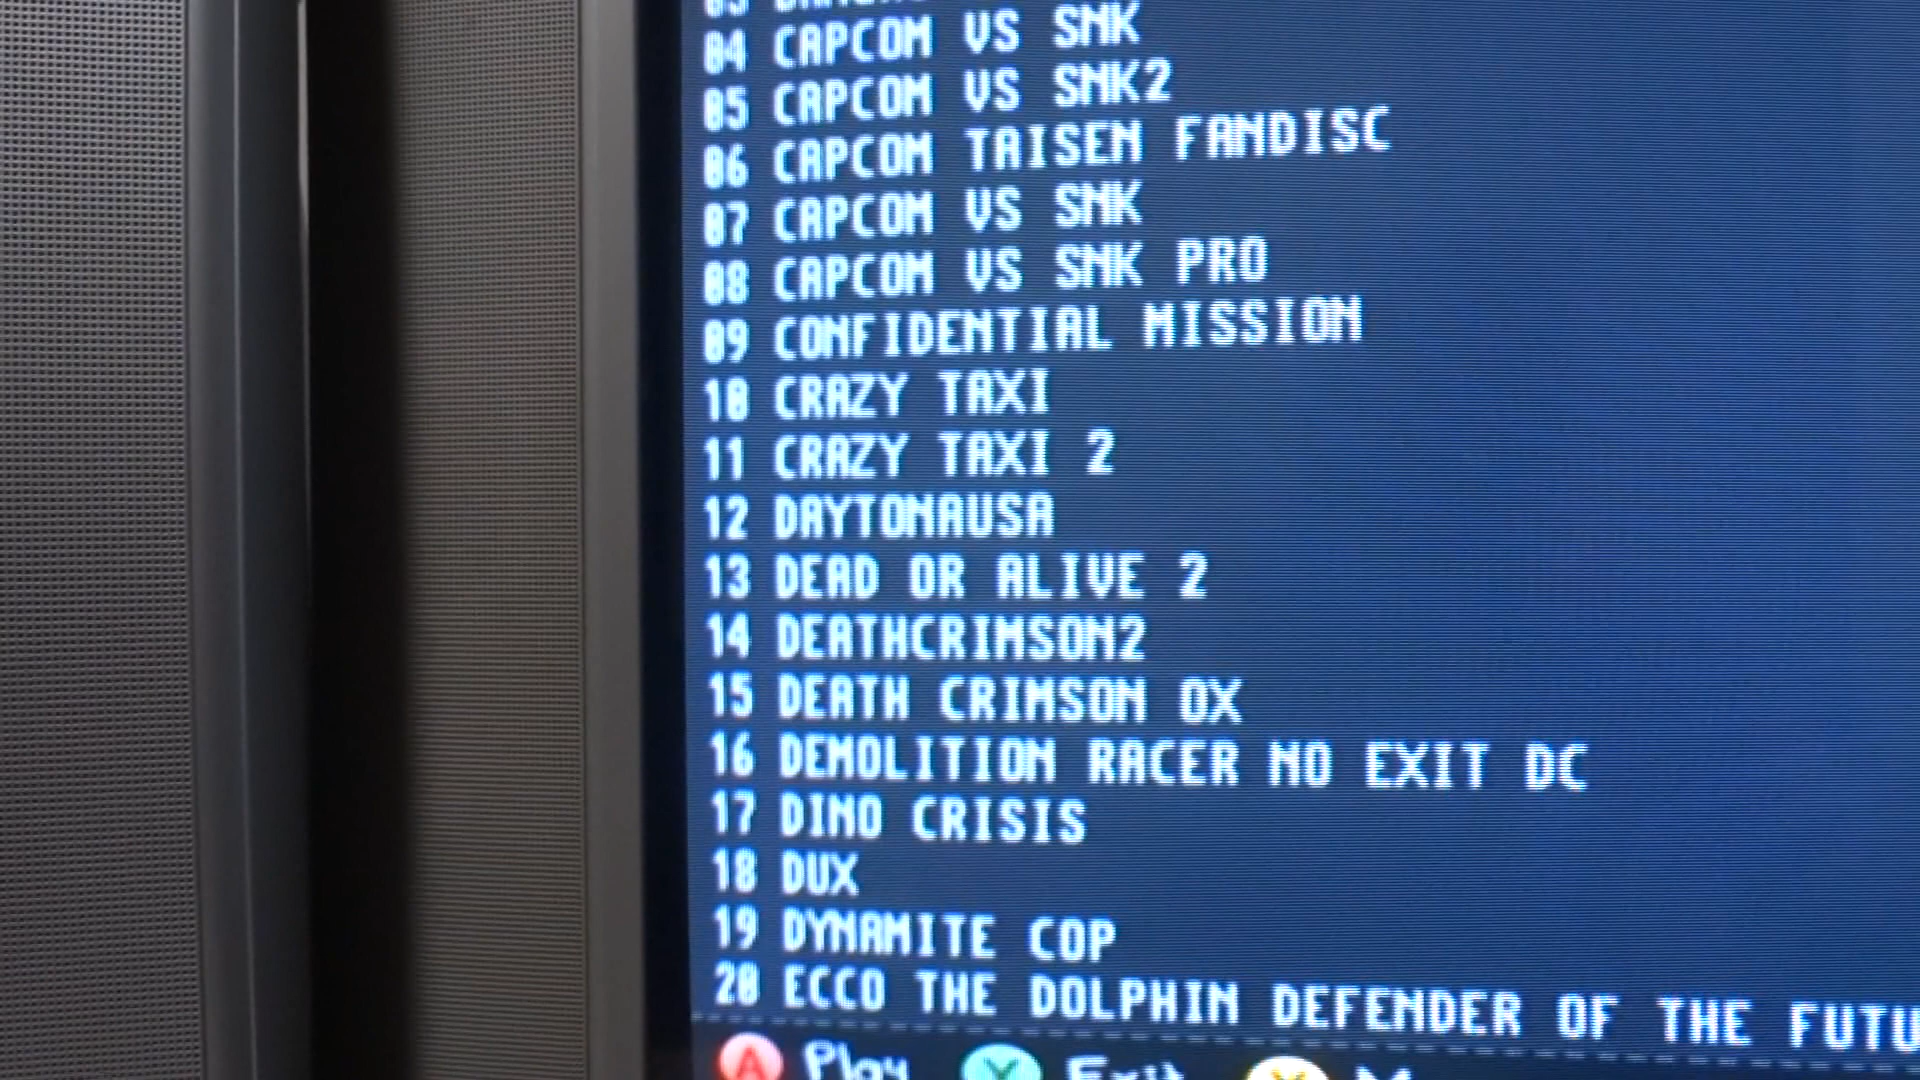 04 CAPCOM VS SNK
05 CAPCOM VS SNK2
06 CAPCOM TAISEN FANDISC
07 CAPCOM VS SNK
08 CAPCOM VS SNK PRO
09 CONFIDENTIAL MISSION
10 CRAZY TAXI
11 CRAZY TAXI 2
12 DAYTONAUSA
13 DEAD OR ALIVE 2
14 DEATHCRIMSON2
15 DEATH CRIMSON OX
16 DEMOLITION RACER NO EXIT DC
17 DINO CRISIS
18 DUX
19 DYNAMITE COP
20 ECCO THE DOLPHIN DEFENDER OF THE FUTU
A Play Y Exit